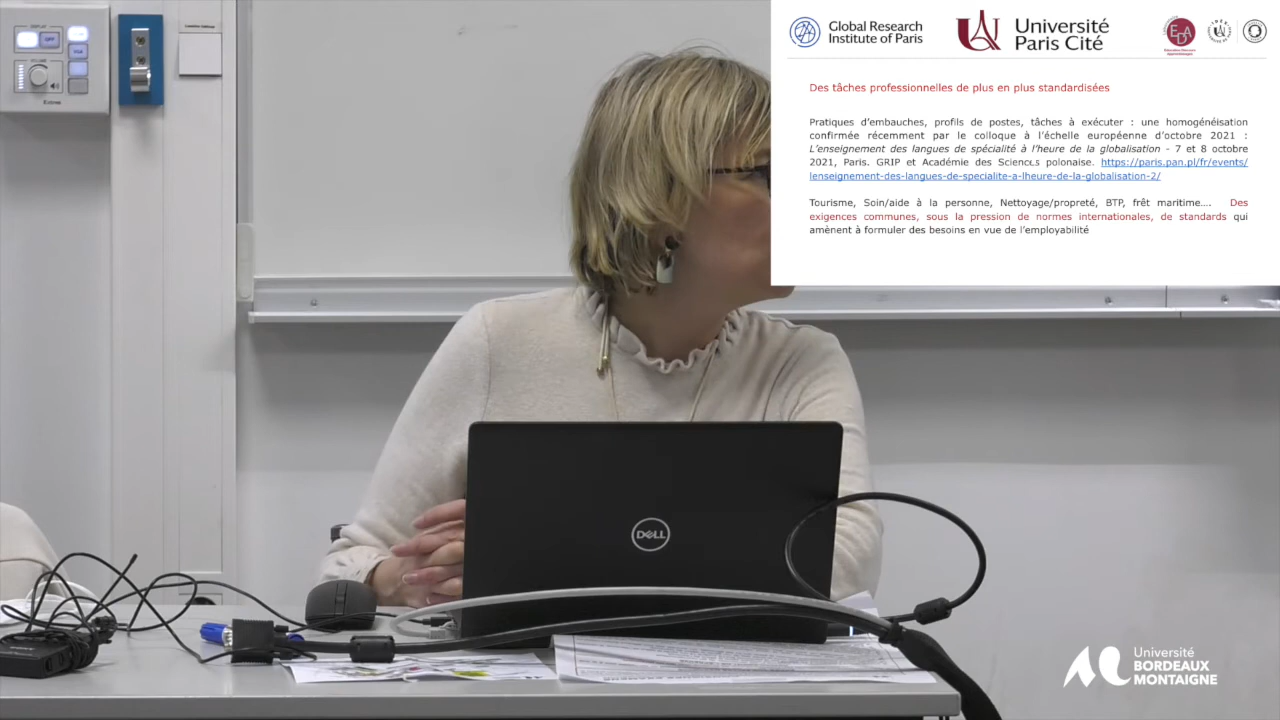 DISPLAY
OFF
VOLUME
Extron
Global Research
Institute of Paris
Université
Paris Cité
EDA
Des tâches professionnelles de plus en plus standardisées
Pratiques d'embauches, profils de postes, tâches à exécuter : une homogénéisation
confirmée récemment par le colloque à l'échelle européenne d'octobre 2021 :
L'enseignement des langues de spécialité à l'heure de la globalisation - 7 et 8 octobre
2021, Paris. GRIP et Académie des Sciences polonaise. https://paris.pan.pl/fr/events/
lenseignement-des-langues-de-specialite-a-lheure-de-la-globalisation-2/
Tourisme, Soin/aide à la personne, Nettoyage/propreté, BTP, frêt maritime…. Des
exigences communes, sous la pression de normes internationales, de standards qui
amènent à formuler des besoins en vue de l'employabilité
DELL
Université
BORDEAUX
MONTAIGNE